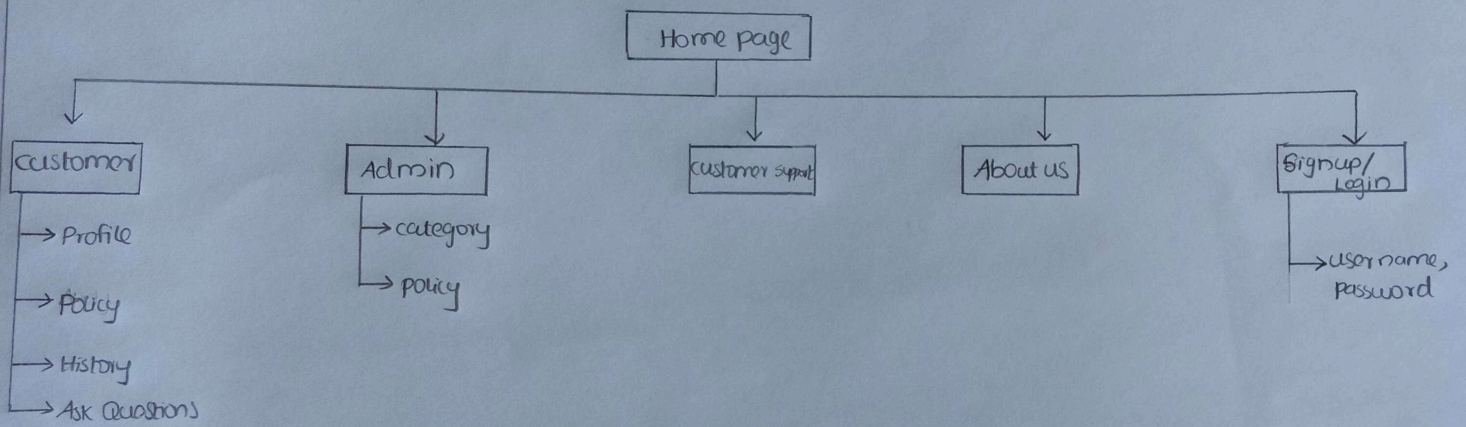 Home page
Customer
Admin
Customer support
About us
Signup/
Login
Profile
Policy
History
Ask Questions
category
policy
username,
password